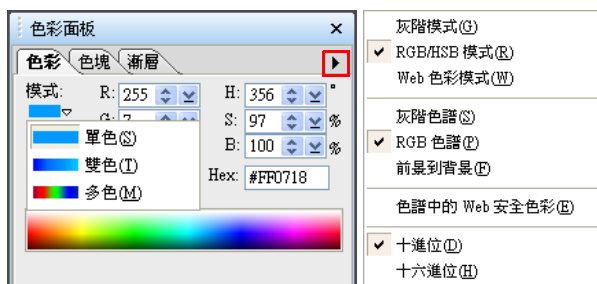 色彩面板
色彩 色塊 漸層
模式: R: 255 H: 356 °
G: 7 S: 97 %
B: 100 %
Hex: #FF0718
單色(S)
雙色(T)
多色(M)
灰階模式(G)
RGB/HSB 模式(R)
Web 色彩模式(W)
灰階色譜(S)
RGB 色譜(P)
前景到背景(F)
色譜中的 Web 安全色彩(E)
十進位(D)
十六進位(H)